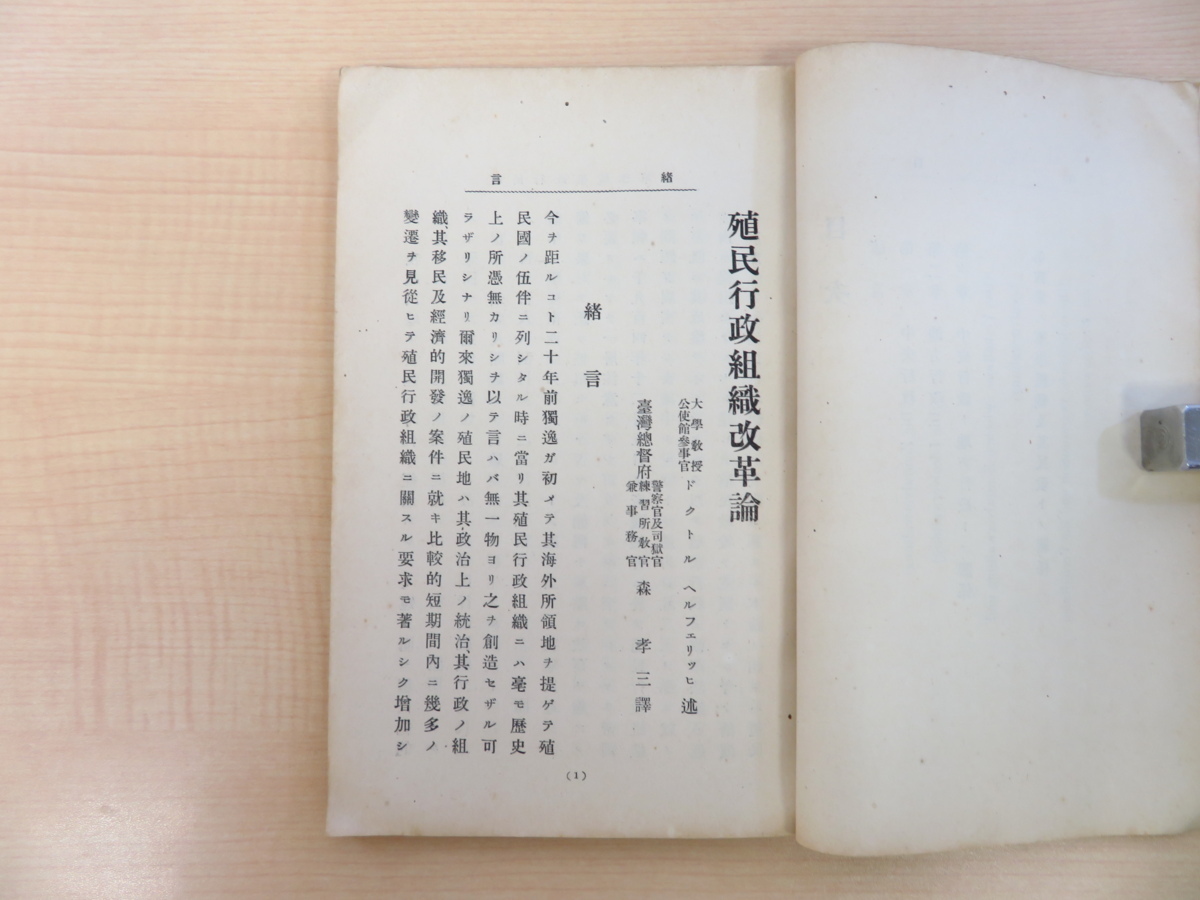 緒言
殖民行政組織改革論
大學教授
公使館參事官
ドクトル ヘルフェリッヒ 述
臺灣總督府
警察官及司獄官
練習所教官
兼事務官
森孝三譯
緒言
今ヲ距ルコト二十年前獨逸ガ初メテ其海外所領地ヲ提ゲテ殖
民國ノ伍伴ニ列シタル時ニ當リ其殖民行政組織ニハ毫モ歷史
上ノ所憑無カリシヲ以テ言ハバ無一物ヨリ之ヲ創造セザル可
ラザリシナリ爾來獨逸ノ殖民地ハ其政治上ノ統治、其行政ノ組
織、其移民及經濟的開發ノ案件ニ就キ比較的短期間內ニ幾多ノ
變遷ヲ見從ヒテ殖民行政組織ニ關スル要求モ著ルシク增加シ
(1)